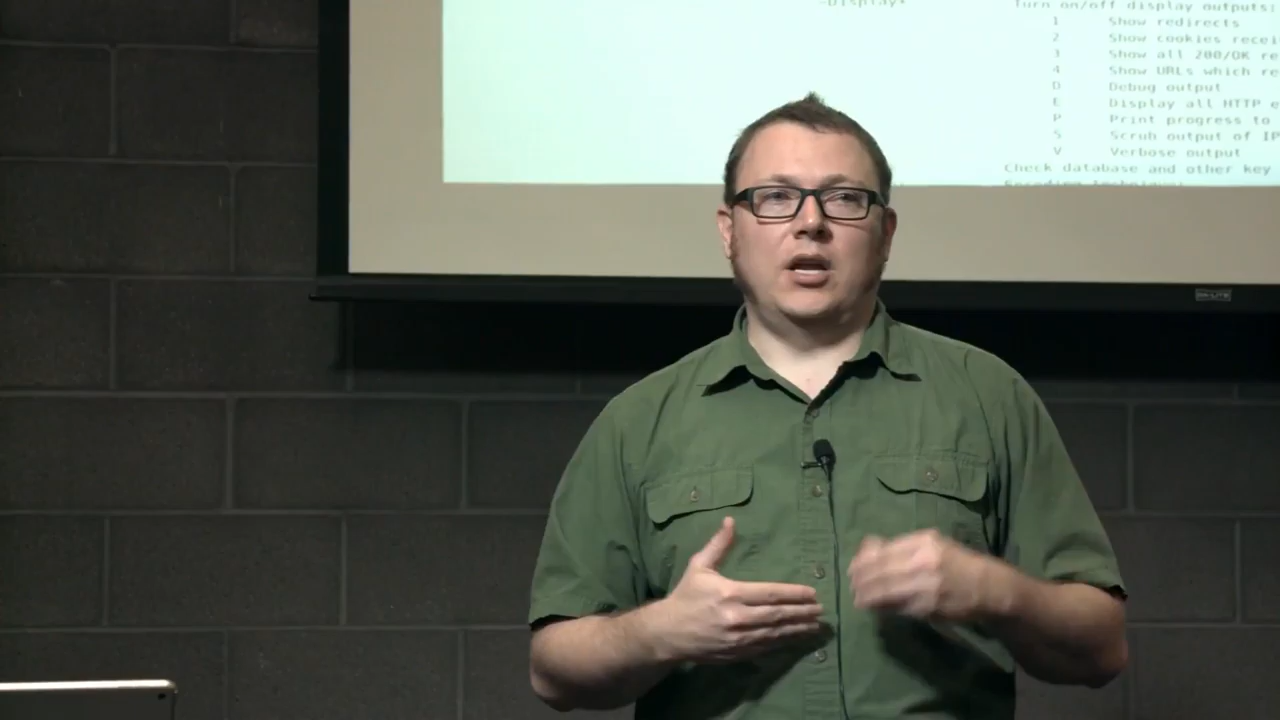 -Display+
Turn on/off display outputs:
1 Show redirects
2 Show cookies recei
3 Show all 200/OK re
4 Show URLs which re
D Debug output
E Display all HTTP e
P Print progress to
S Scrub output of IP
V Verbose output
Check database and other key
DA-LITE